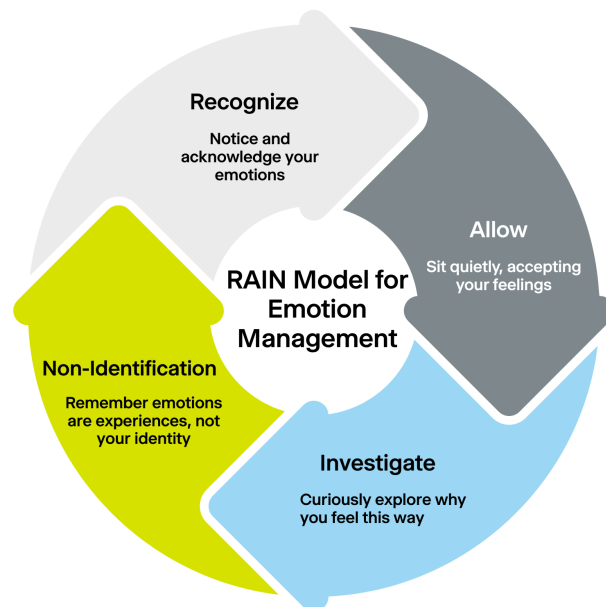 Recognize
Notice and
acknowledge your
emotions
Allow
Sit quietly, accepting
your feelings
RAIN Model for
Emotion
Management
Non-Identification
Remember emotions
are experiences, not
your identity
Investigate
Curiously explore why
you feel this way